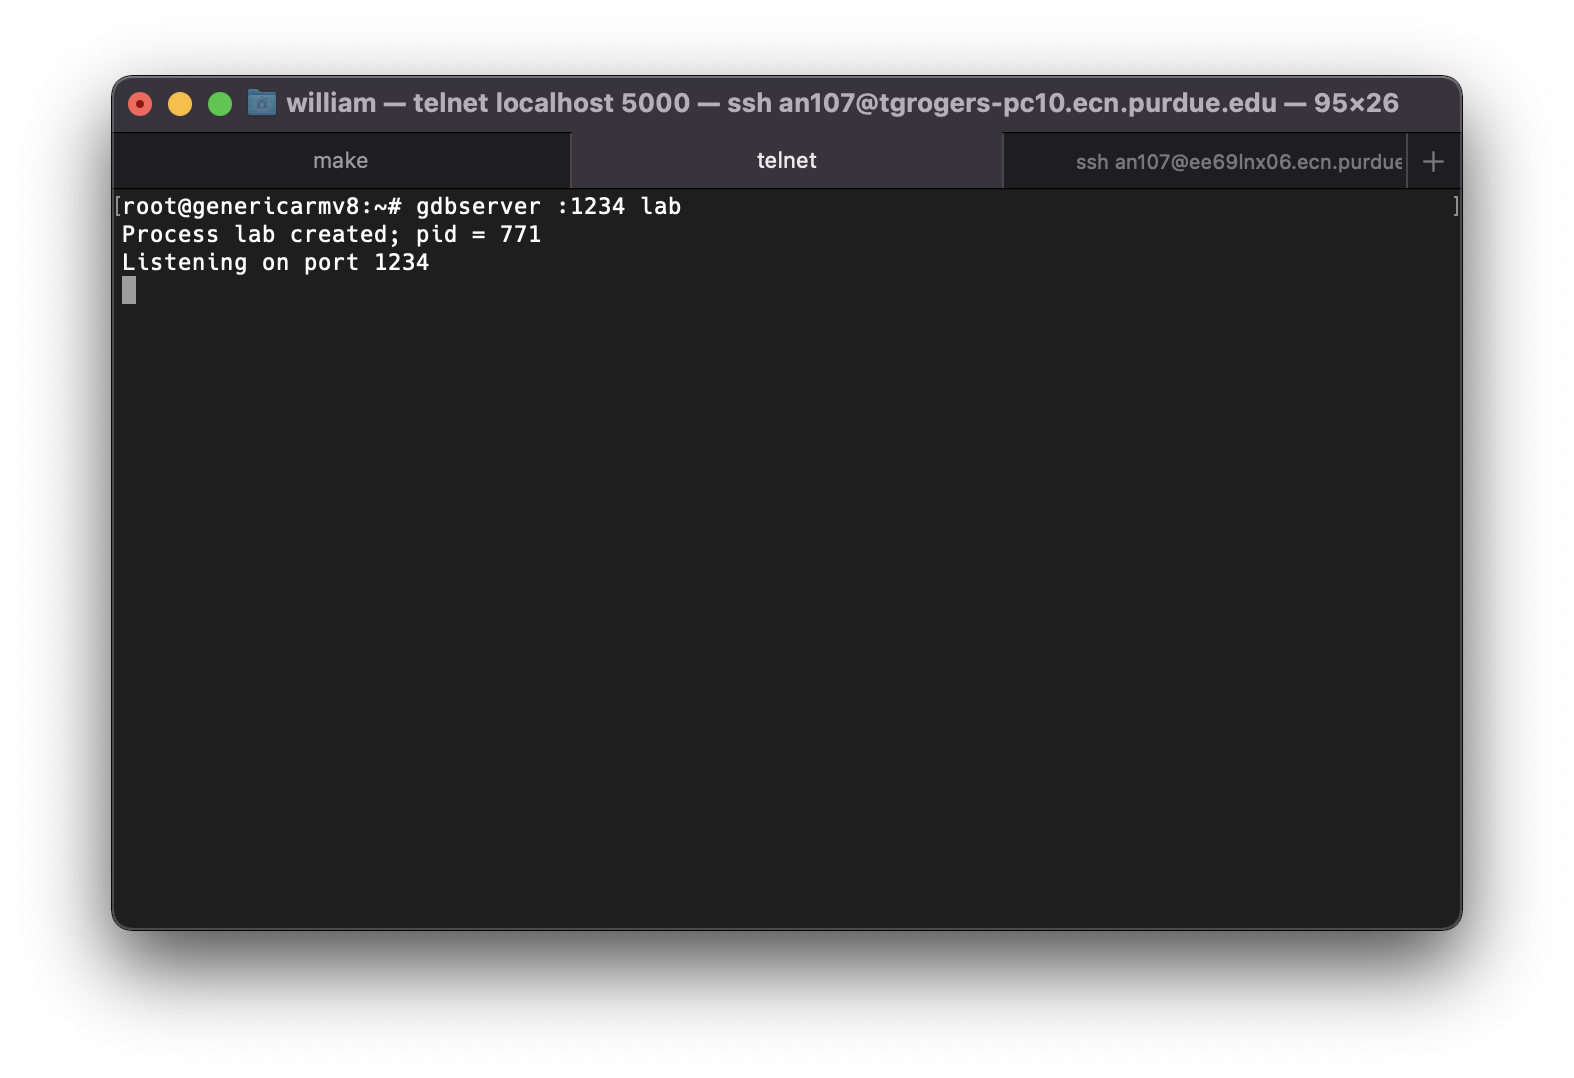 william — telnet localhost 5000 — ssh an107@tgrogers-pc10.ecn.purdue.edu — 95×26
make
telnet
ssh an107@ee69lnx06.ecn.purdue
[root@genericarmv8:~# gdbserver :1234 lab ]
Process lab created; pid = 771
Listening on port 1234